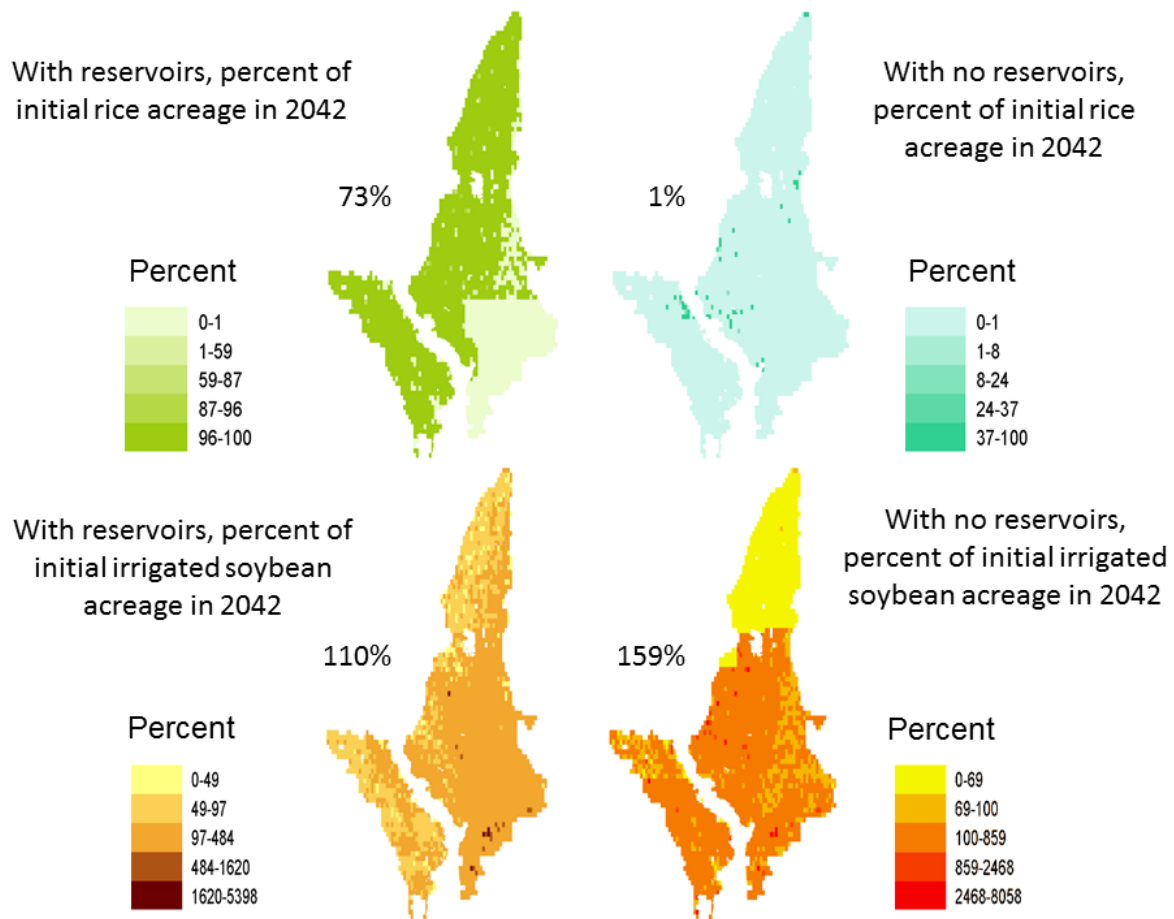 With reservoirs, percent of
initial rice acreage in 2042
73%
Percent
0-1
1-59
59-87
87-96
96-100
With no reservoirs,
percent of initial rice
acreage in 2042
1%
Percent
0-1
1-8
8-24
24-37
37-100
With reservoirs, percent of
initial irrigated soybean
acreage in 2042
110%
Percent
0-49
49-97
97-484
484-1620
1620-5398
With no reservoirs,
percent of initial irrigated
soybean acreage in 2042
159%
Percent
0-69
69-100
100-859
859-2468
2468-8058